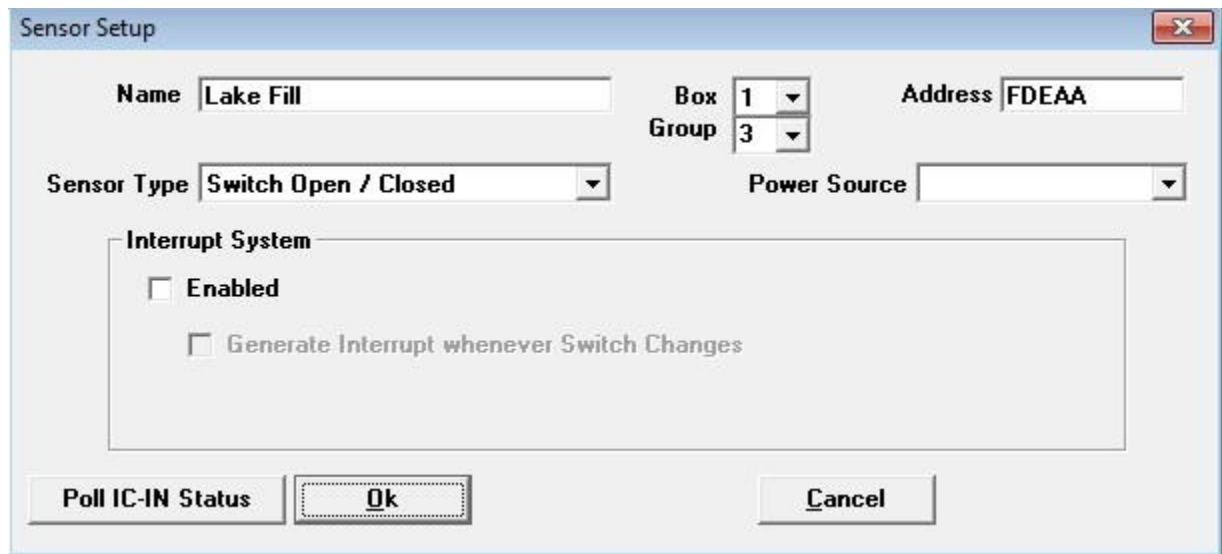 Sensor Setup
Name Lake Fill Box 1 Address FDEAA
Group 3
Sensor Type Switch Open / Closed Power Source
Interrupt System
Enabled
Generate Interrupt whenever Switch Changes
Poll IC-IN Status Ok Cancel